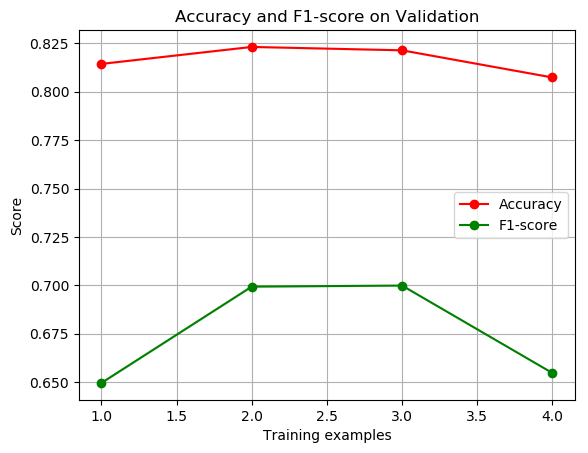 Accuracy and F1-score on Validation
0.825
0.800
0.775
0.750
0.725
0.700
0.675
0.650
Score
Accuracy
F1-score
1.0 1.5 2.0 2.5 3.0 3.5 4.0
Training examples